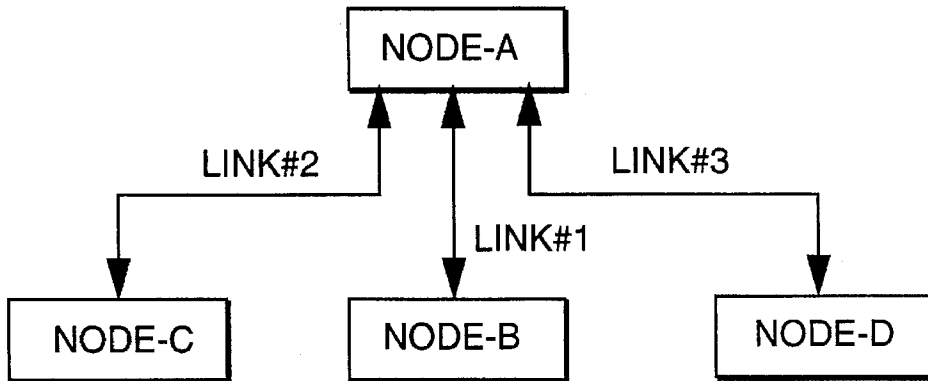 NODE-A
LINK#2
LINK#3
LINK#1
NODE-C
NODE-B
NODE-D